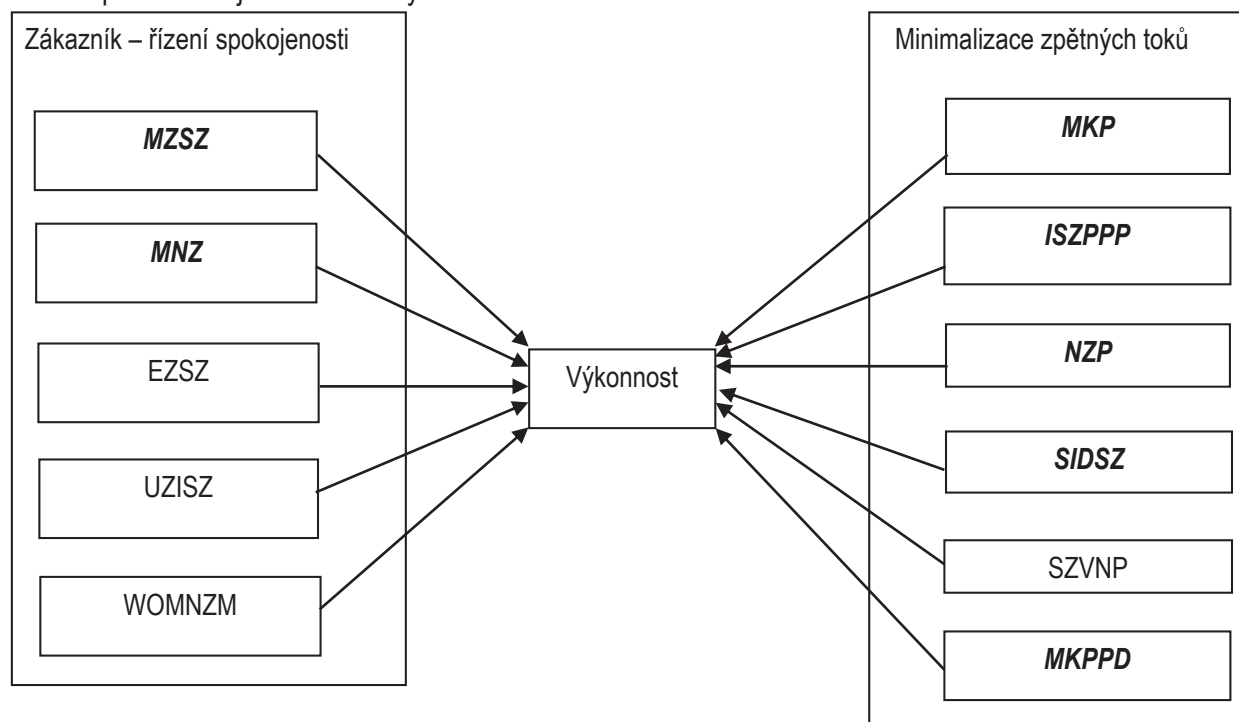 Zákazník – řízení spokojenosti
MZSZ
MNZ
EZSZ
UZISZ
WOMNZM
Výkonnost
Minimalizace zpětných toků
MKP
ISZPPP
NZP
SIDSZ
SZVNP
MKPPD